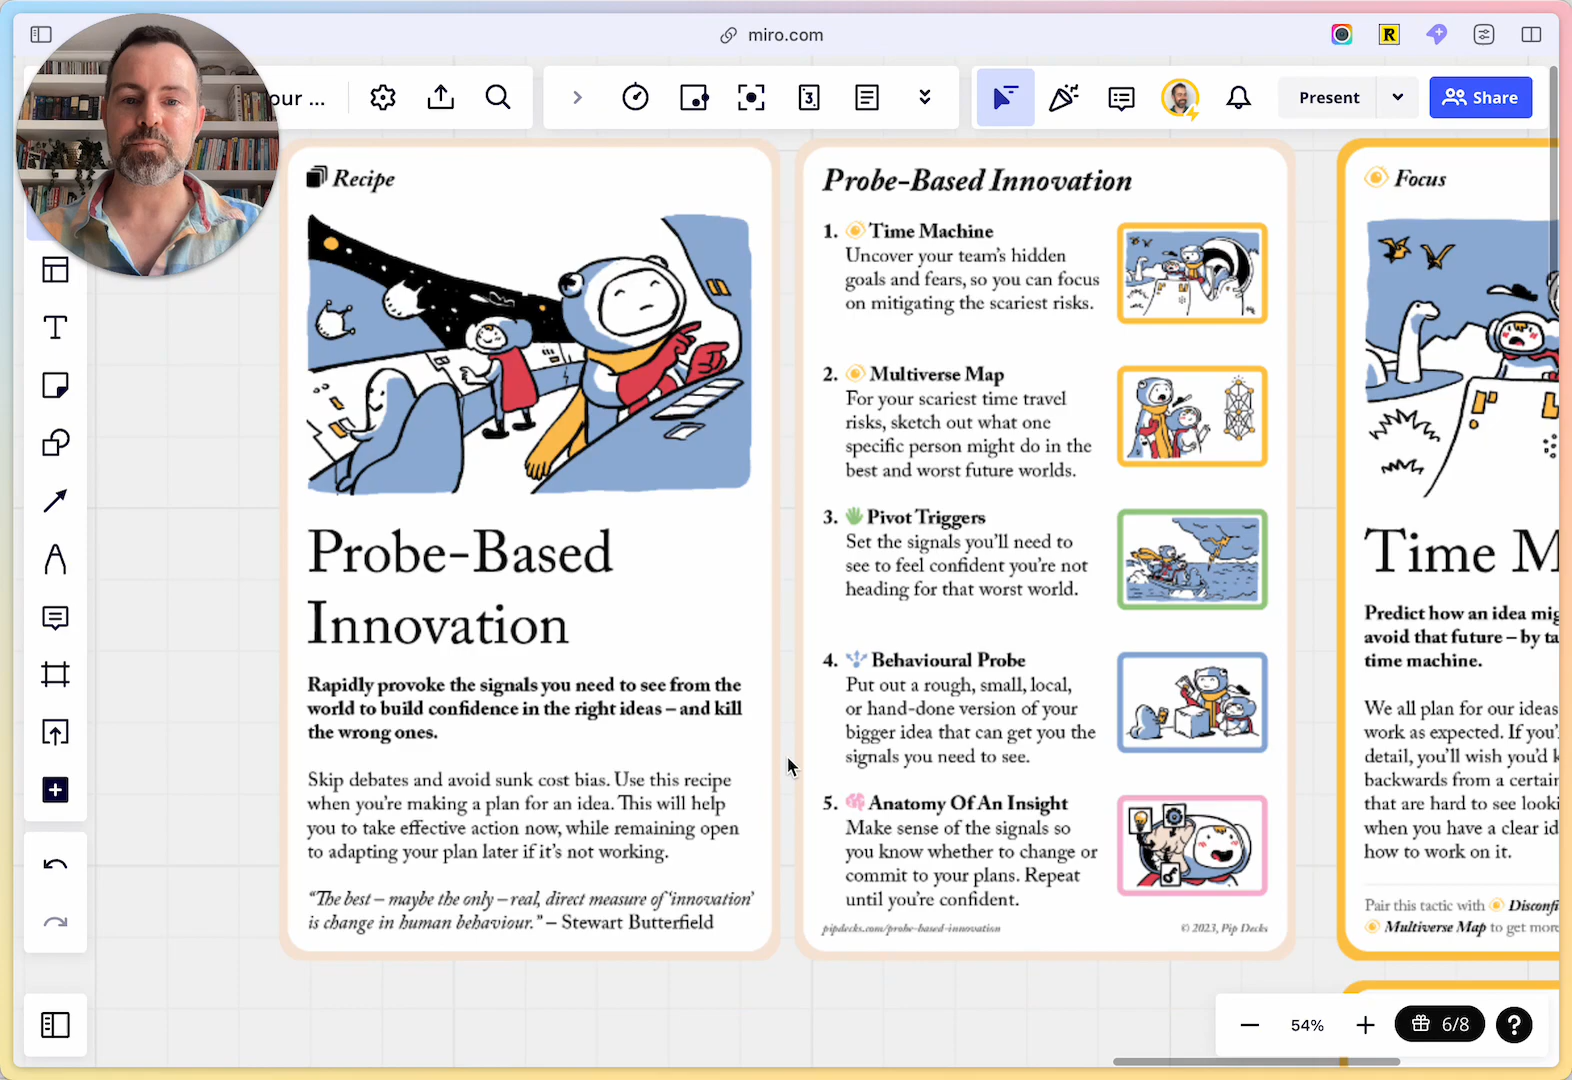 miro.com
our ...
3
Present
Share
R
Recipe
Probe-Based
Innovation
Rapidly provoke the signals you need to see from the
world to build confidence in the right ideas – and kill
the wrong ones.
Skip debates and avoid sunk cost bias. Use this recipe
when you're making a plan for an idea. This will help
you to take effective action now, while remaining open
to adapting your plan later if it's not working.
“The best – maybe the only – real, direct measure of ‘innovation’
is change in human behaviour.” – Stewart Butterfield
Probe-Based Innovation
1. Time Machine
Uncover your team's hidden
goals and fears, so you can focus
on mitigating the scariest risks.
2. Multiverse Map
For your scariest time travel
risks, sketch out what one
specific person might do in the
best and worst future worlds.
3. Pivot Triggers
Set the signals you'll need to
see to feel confident you're not
heading for that worst world.
4. Behavioural Probe
Put out a rough, small, local,
or hand-done version of your
bigger idea that can get you the
signals you need to see.
5. Anatomy Of An Insight
Make sense of the signals so
you know whether to change or
commit to your plans. Repeat
until you're confident.
pipdecks.com/probe-based-innovation
© 2023, Pip Decks
Focus
Time M
Predict how an idea mig
avoid that future – by ta
time machine.
We all plan for our ideas
work as expected. If you'
detail, you'll wish you'd k
backwards from a certain
that are hard to see looki
when you have a clear id
how to work on it.
Pair this tactic with Disconfi
Multiverse Map to get more
54%
6/8
?